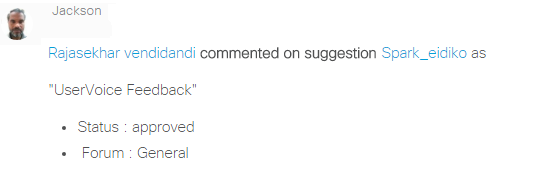 Jackson
Rajasekhar vendidandi commented on suggestion Spark_eidiko as
"UserVoice Feedback"
• Status : approved
• Forum : General